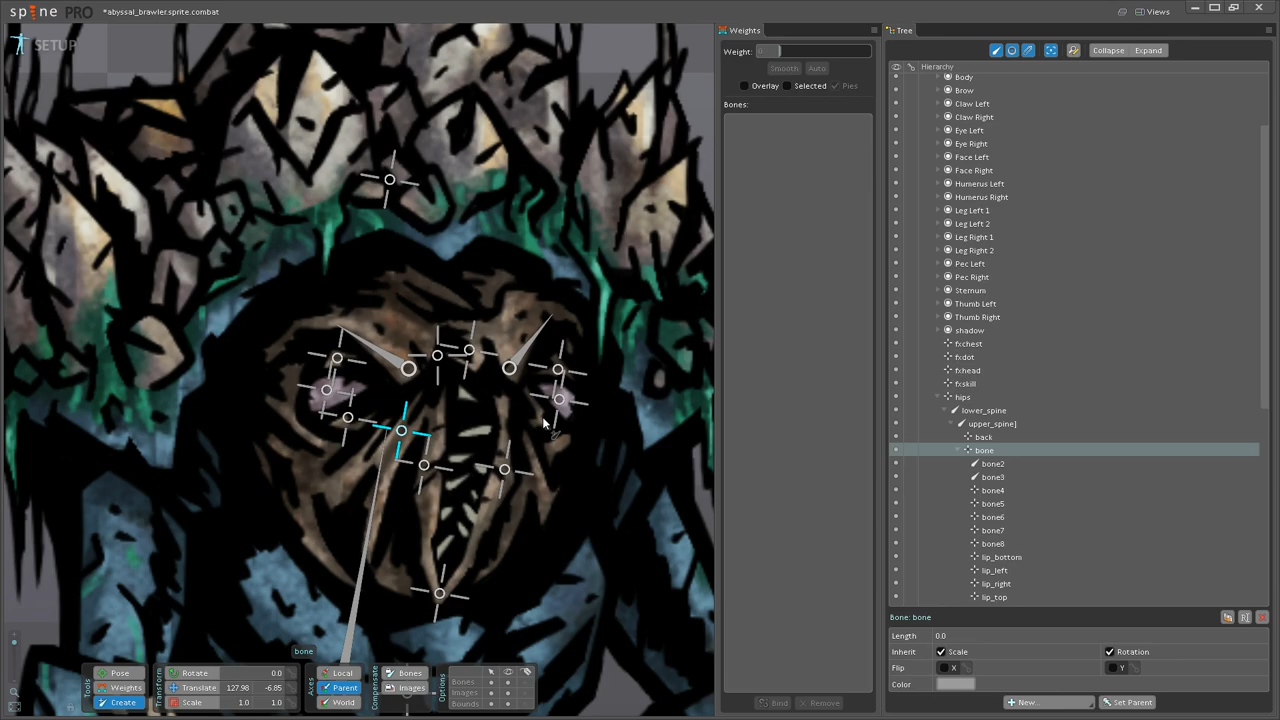 spine PRO *abyssal_brawler.sprite.combat Views
SETUP
Weights Tree
Weight: 0 Collapse Expand
Smooth Auto Hierarchy
Overlay Selected Pies
Bones:
Body
Brow
Claw Left
Claw Right
Eye Left
Eye Right
Face Left
Face Right
Humerus Left
Humerus Right
Leg Left 1
Leg Left 2
Leg Right 1
Leg Right 2
Pec Left
Pec Right
Sternum
Thumb Left
Thumb Right
shadow
fxchest
fxdot
fxhead
fxskill
hips
lower_spine
upper_spine]
back
bone
bone2
bone3
bone4
bone5
bone6
bone7
bone8
lip_bottom
lip_left
lip_right
lip_top
Bone: bone
Length 0.0
Inherit Scale Rotation
Flip X Y
Color
New... Set Parent
Bind Remove
bone
Tools Pose Weights Create
Transform Rotate 0.0
Translate 127.98 -6.85
Scale 1.0 1.0
Axes Local Parent World
Compensate Bones Images
Options Bones Images Bounds